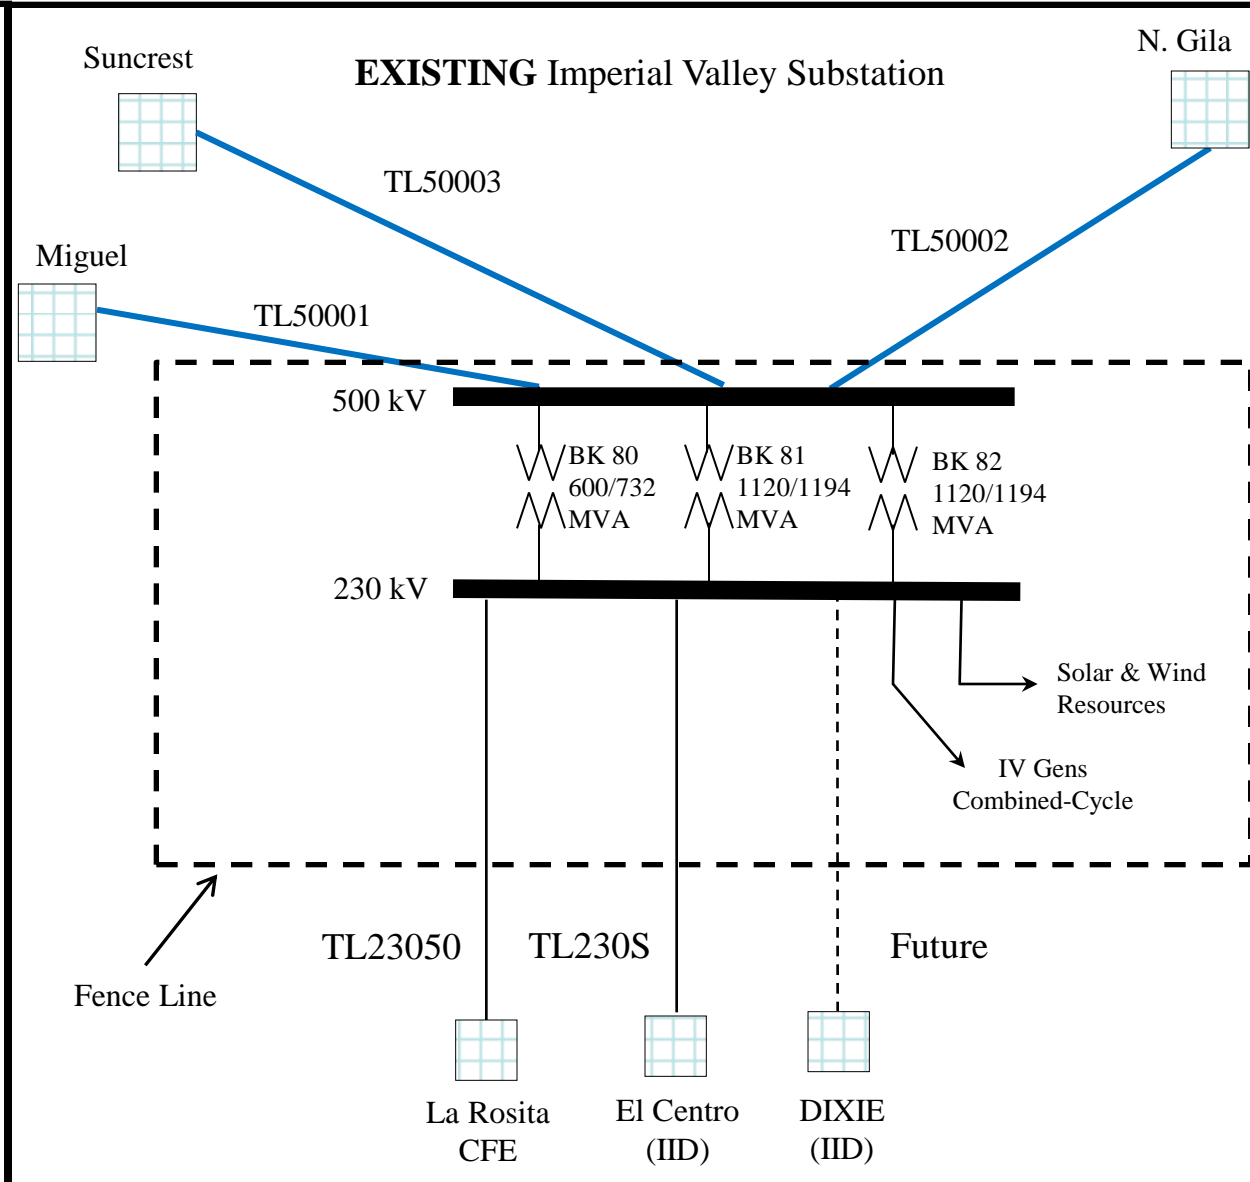 Suncrest
EXISTING Imperial Valley Substation
N. Gila
TL50003
TL50002
Miguel
TL50001
500 kV
BK 80
600/732
MVA
BK 81
1120/1194
MVA
BK 82
1120/1194
MVA
230 kV
Solar & Wind
Resources
IV Gens
Combined-Cycle
TL23050
TL230S
Future
Fence Line
La Rosita
CFE
El Centro
(IID)
DIXIE
(IID)